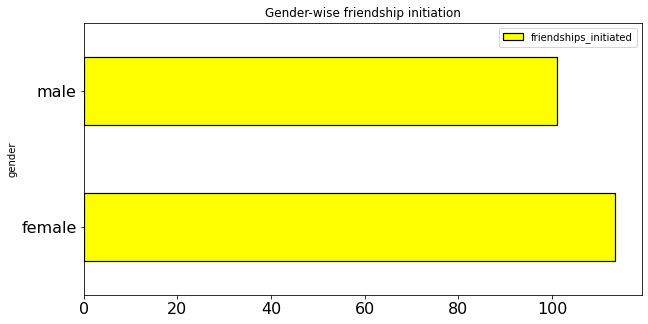 Gender-wise friendship initiation
friendships_initiated
male
gender
female
0 20 40 60 80 100